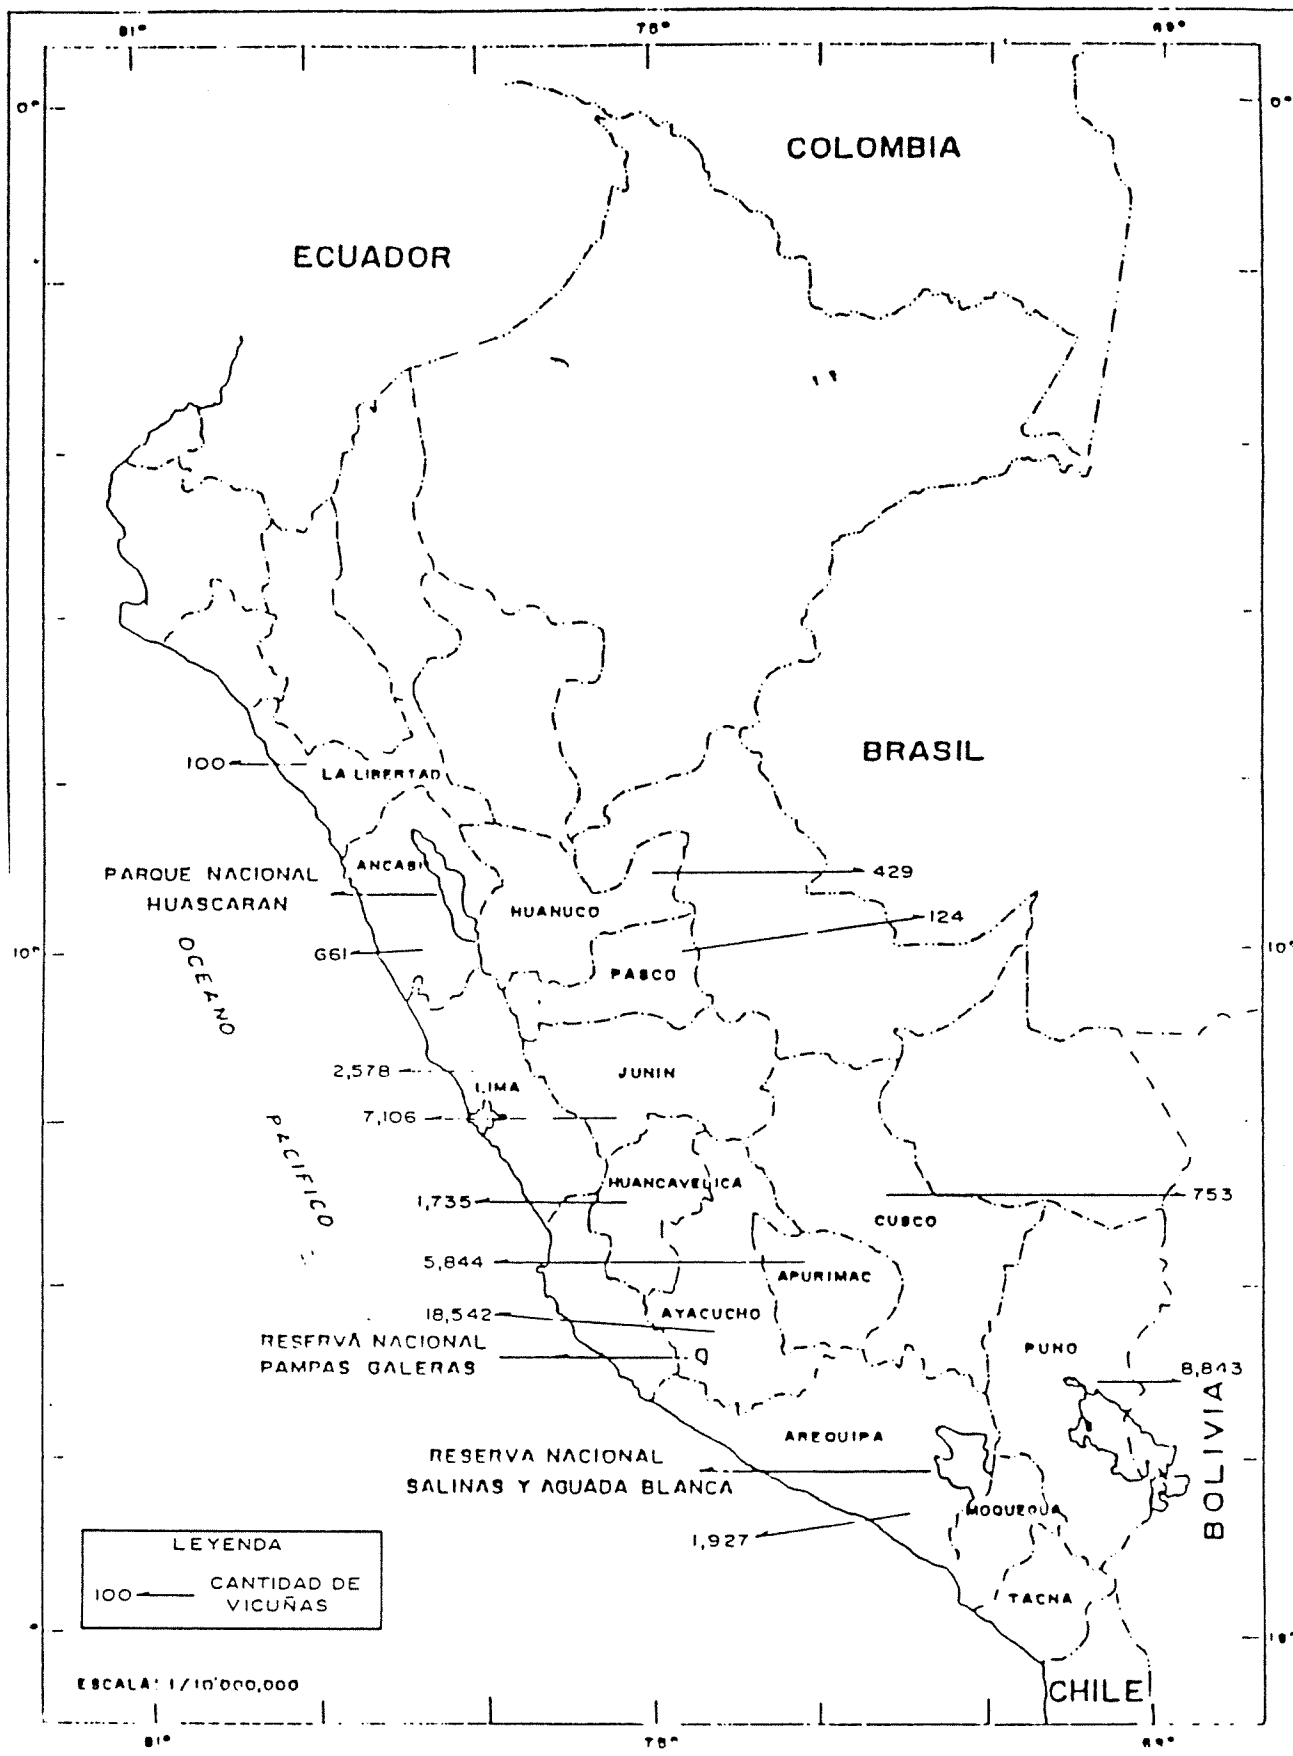 81° 75° 69°
0° 0°
COLOMBIA
ECUADOR
BRASIL
100
LA LIBERTAD
ANCASH
PARQUE NACIONAL
HUASCARAN
429
HUANUCO
124
OCEANO
661
10° 10°
PASCO
2,578
JUNIN
LIMA
7,106
PACIFICO
HUANCAVELICA
1,735
753
CUSCO
5,844
APURIMAC
18,542
AYACUCHO
RESERVA NACIONAL
PAMPAS GALERAS
PUNO
8,843
AREQUIPA
BOLIVIA
RESERVA NACIONAL
SALINAS Y AGUADA BLANCA
MOQUEGUA
1,927
LEYENDA
100 CANTIDAD DE
VICUÑAS
TACNA
18°
ESCALA: 1/10'000,000
CHILE
81° 75° 69°